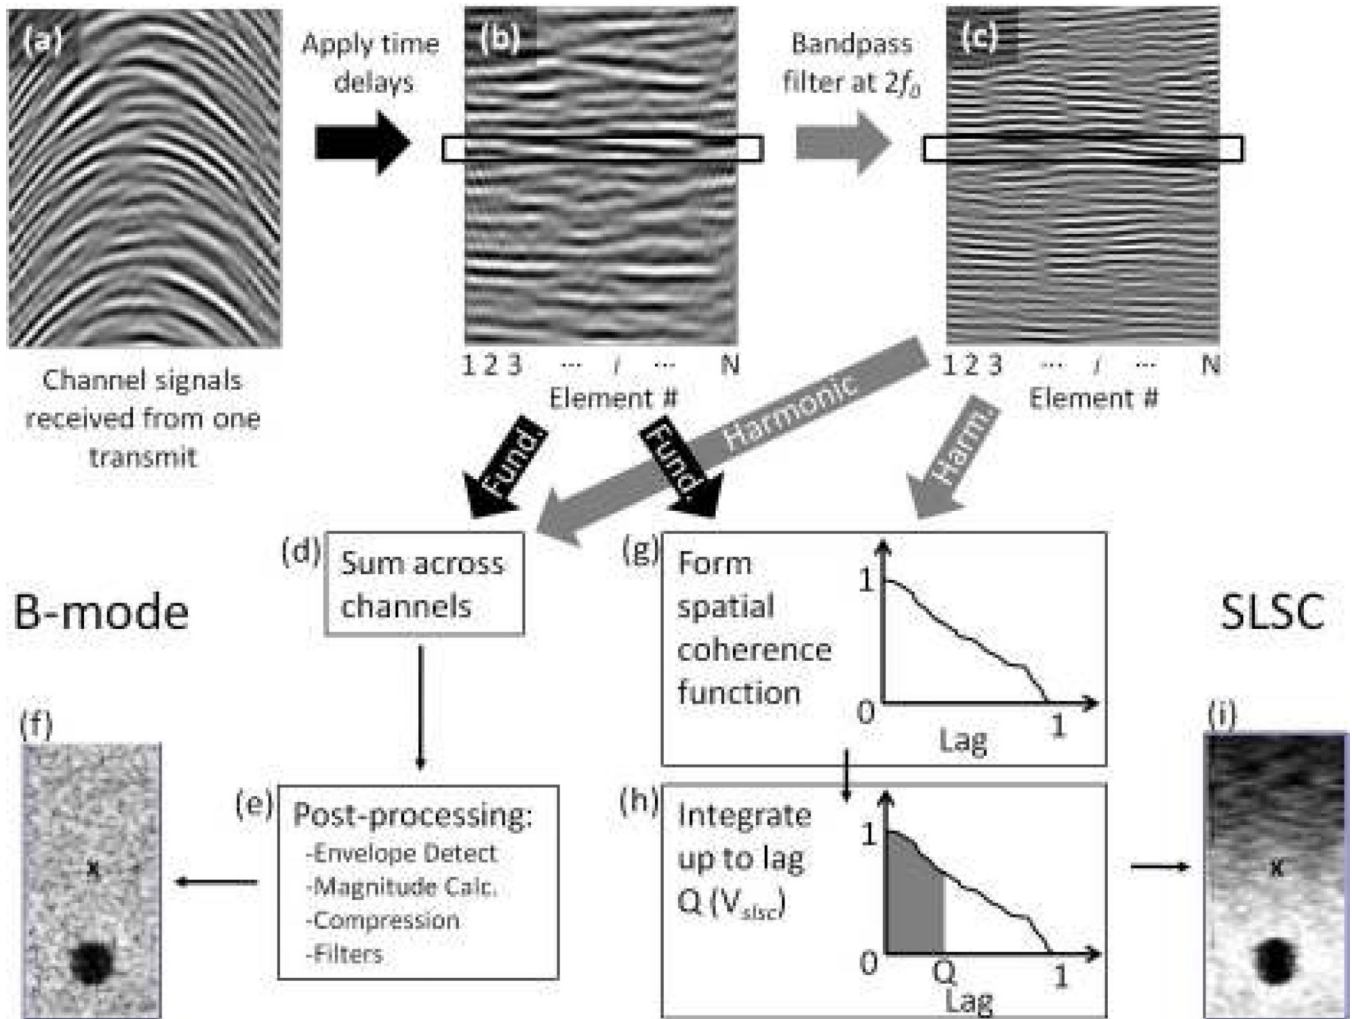 (a)
Apply time
delays
(b)
Bandpass
filter at 2f₀
(c)
Channel signals
received from one
transmit
1 2 3 ... i ... N
Element #
1 2 3 ... i ... N
Element #
Fund.
Fund.
Harmonic
Harm.
(d)
Sum across
channels
B-mode
(g)
Form
spatial
coherence
function
1
0
1
Lag
SLSC
(f)
x
(e)
Post-processing:
-Envelope Detect
-Magnitude Calc.
-Compression
-Filters
(h)
Integrate
up to lag
Q (Vslsc)
1
0
Q
1
Lag
(i)
x